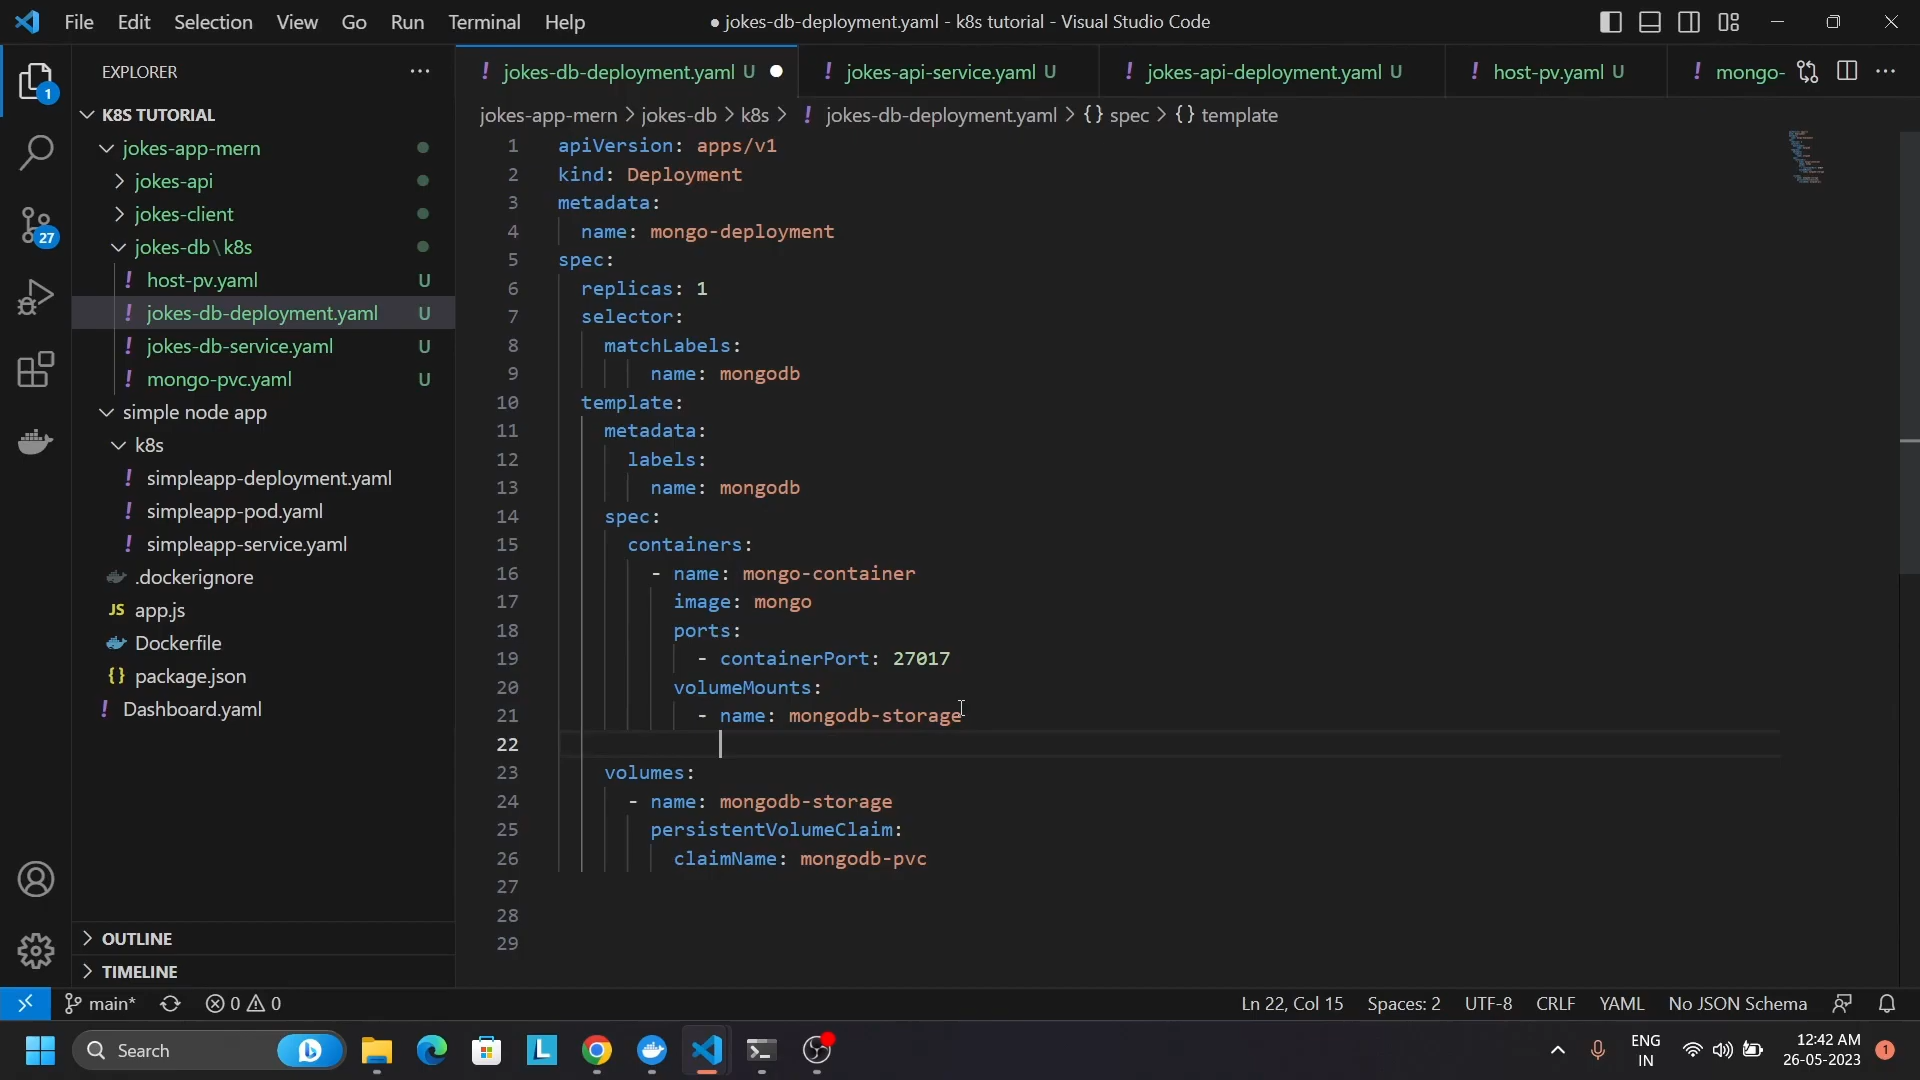 File Edit Selection View Go Run Terminal Help
● jokes-db-deployment.yaml - k8s tutorial - Visual Studio Code
EXPLORER
K8S TUTORIAL
jokes-app-mern
jokes-api
jokes-client
jokes-db\k8s
! host-pv.yaml U
! jokes-db-deployment.yaml U
! jokes-db-service.yaml U
! mongo-pvc.yaml U
simple node app
k8s
! simpleapp-deployment.yaml
! simpleapp-pod.yaml
! simpleapp-service.yaml
.dockerignore
JS app.js
Dockerfile
{} package.json
! Dashboard.yaml
OUTLINE
TIMELINE
1
27
! jokes-db-deployment.yaml U ! jokes-api-service.yaml U ! jokes-api-deployment.yaml U ! host-pv.yaml U ! mongo-
jokes-app-mern > jokes-db > k8s > ! jokes-db-deployment.yaml > {} spec > {} template
1 apiVersion: apps/v1
2 kind: Deployment
3 metadata:
4 name: mongo-deployment
5 spec:
6 replicas: 1
7 selector:
8 matchLabels:
9 name: mongodb
10 template:
11 metadata:
12 labels:
13 name: mongodb
14 spec:
15 containers:
16 - name: mongo-container
17 image: mongo
18 ports:
19 - containerPort: 27017
20 volumeMounts:
21 - name: mongodb-storage
22
23 volumes:
24 - name: mongodb-storage
25 persistentVolumeClaim:
26 claimName: mongodb-pvc
27
28
29
main* 0 0 Ln 22, Col 15 Spaces: 2 UTF-8 CRLF YAML No JSON Schema
Search
L
ENG
IN
12:42 AM
26-05-2023
1